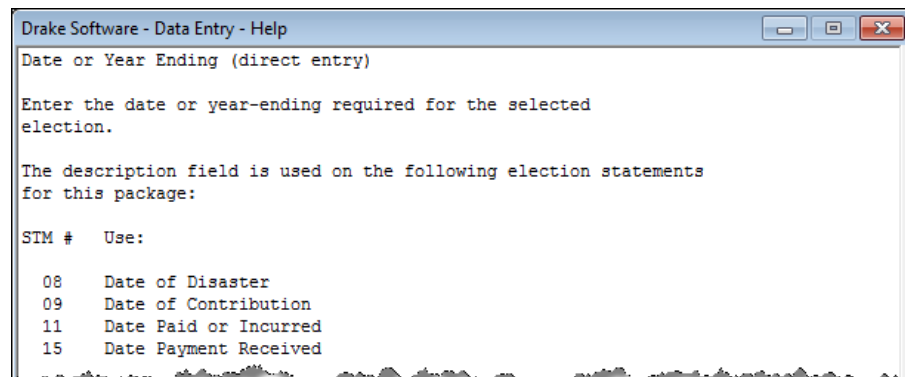 Drake Software - Data Entry - Help
Date or Year Ending (direct entry)
Enter the date or year-ending required for the selected
election.
The description field is used on the following election statements
for this package:
STM # Use:
08 Date of Disaster
09 Date of Contribution
11 Date Paid or Incurred
15 Date Payment Received